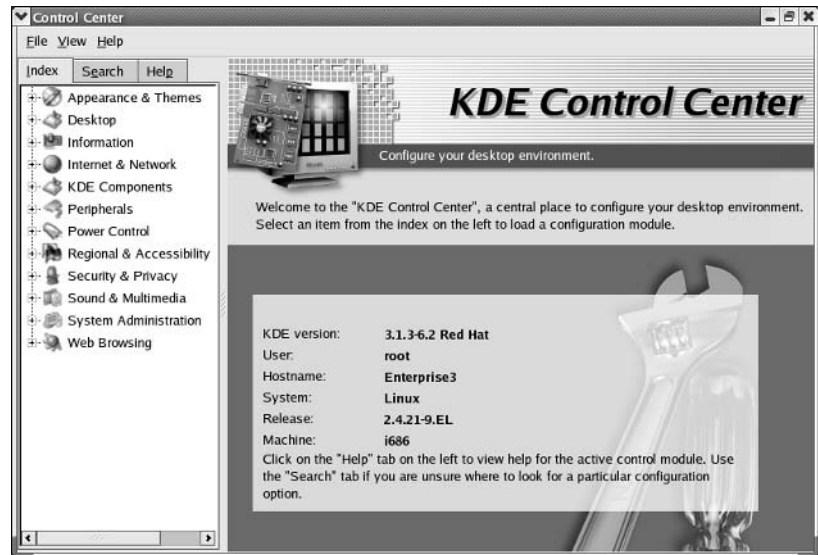 Control Center
File View Help
Index Search Help
Appearance & Themes
Desktop
Information
Internet & Network
KDE Components
Peripherals
Power Control
Regional & Accessibility
Security & Privacy
Sound & Multimedia
System Administration
Web Browsing
KDE Control Center
Configure your desktop environment.
Welcome to the "KDE Control Center", a central place to configure your desktop environment.
Select an item from the index on the left to load a configuration module.
KDE version: 3.1.3-6.2 Red Hat
User: root
Hostname: Enterprise3
System: Linux
Release: 2.4.21-9.EL
Machine: i686
Click on the "Help" tab on the left to view help for the active control module. Use
the "Search" tab if you are unsure where to look for a particular configuration
option.